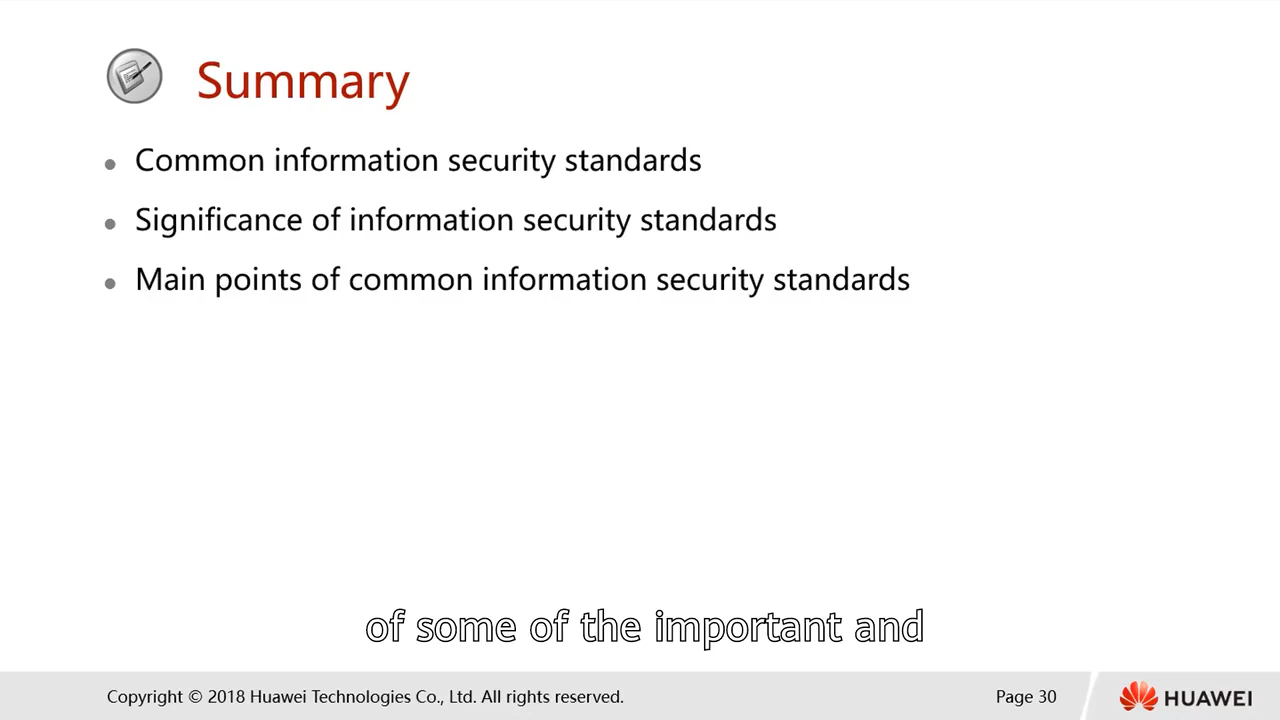 Summary
Common information security standards
Significance of information security standards
Main points of common information security standards
of some of the important and
Copyright © 2018 Huawei Technologies Co., Ltd. All rights reserved.
Page 30
HUAWEI